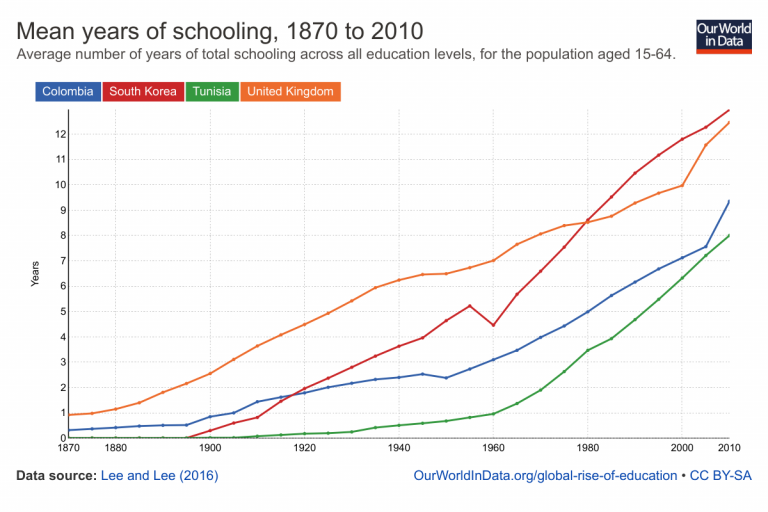 Mean years of schooling, 1870 to 2010
Our World
in Data
Average number of years of total schooling across all education levels, for the population aged 15-64.
Colombia South Korea Tunisia United Kingdom
12
11
10
9
8
7
6
5
4
3
2
1
0
Years
1870 1880 1900 1920 1940 1960 1980 2000 2010
Data source: Lee and Lee (2016) OurWorldInData.org/global-rise-of-education • CC BY-SA